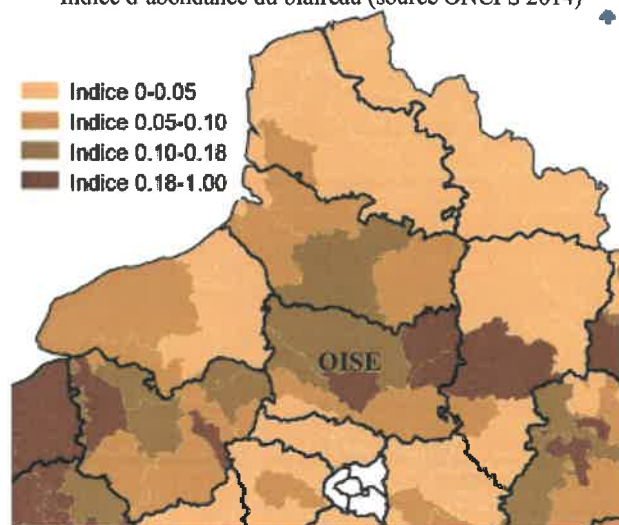 Indice d'abondance du blaireau (source ONCFS 2014)
Indice 0-0.05
Indice 0.05-0.10
Indice 0.10-0.18
Indice 0.18-1.00
OISE